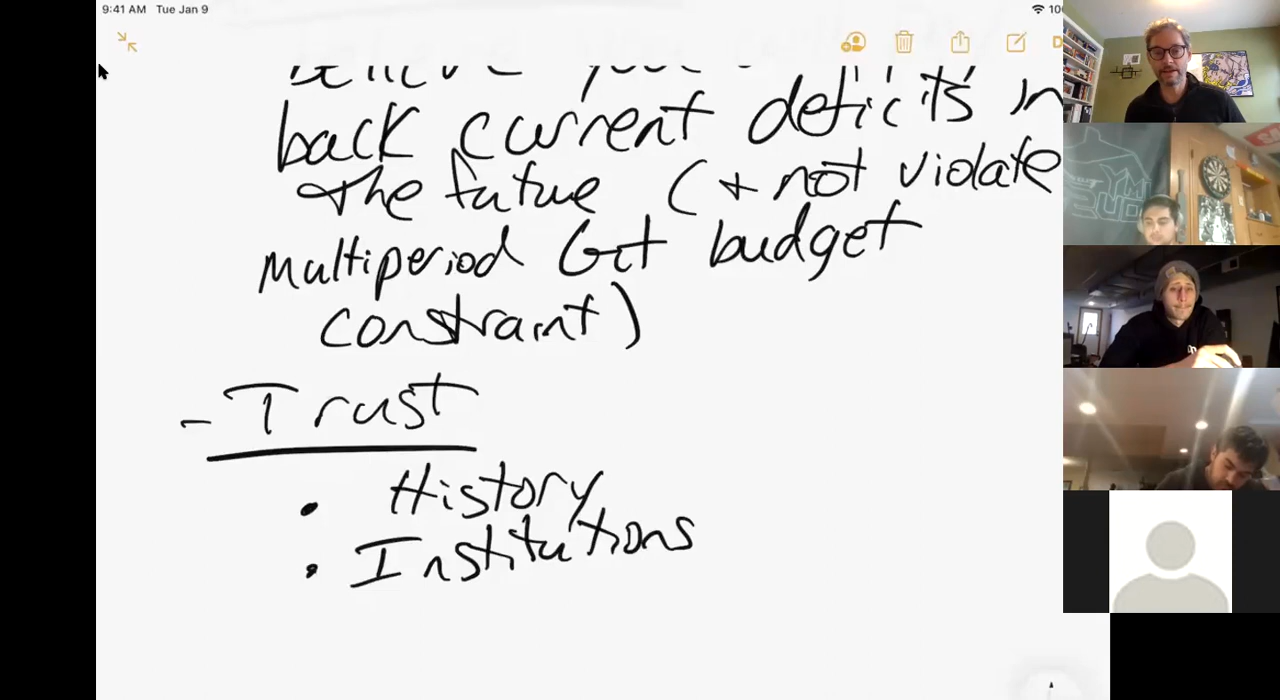 9:41 AM Tue Jan 9
back current deficits in
the future (+ not violate
multiperiod Gvt budget
constraint)
- Trust
• History
• Institutions